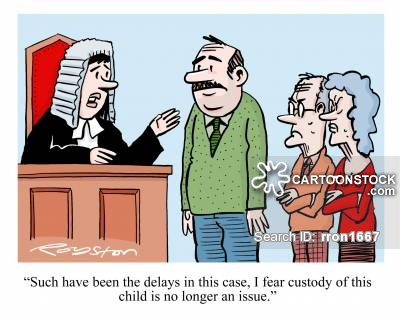 CARTOONSTOCK
.com
Search ID: rron1667
Royston
“Such have been the delays in this case, I fear custody of this
child is no longer an issue.”